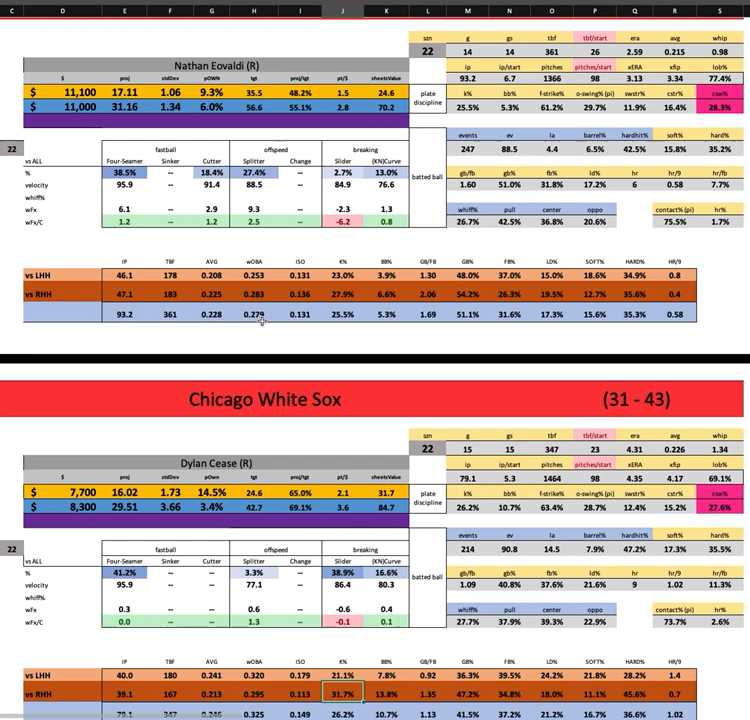 C D E F G H I J K L M N O P Q R S
szn g gs tbf tbf/start era avg whip
22 14 14 361 26 2.59 0.215 0.98
Nathan Eovaldi (R) ip ip/start pitches pitches/start xERA xfip lob%
$ proj stdDev pOWN tgt proj/tgt pt/$ sheetsValue 93.2 6.7 1366 98 3.13 3.34 77.4%
$ 11,100 17.11 1.06 9.3% 35.5 48.2% 1.5 24.6 plate discipline k% bb% f-strike% o-swing% (pi) swstr% cstr% csw%
$ 11,000 31.16 1.34 6.0% 56.6 55.1% 2.8 70.2 25.5% 5.3% 61.2% 29.7% 11.9% 16.4% 28.3%
events ev la barrel% hardhit% soft% hard%
22 fastball offspeed breaking 247 88.5 4.4 6.5% 42.5% 15.8% 35.2%
vs ALL Four-Seamer Sinker Cutter Splitter Change Slider (KN)Curve batted ball
% 38.5% -- 18.4% 27.4% -- 2.7% 13.0% gb/fb gb% fb% ld% hr hr/9 hr/fb
velocity 95.9 91.4 88.5 84.9 76.6 1.60 51.0% 31.8% 17.2% 6 0.58 7.7%
whiff%
wFx 6.1 -- 2.9 9.3 -- -2.3 1.3 whiff% pull center oppo contact% (pi) hr%
wFx/C 1.2 -- 1.2 2.5 -- -6.2 0.8 26.7% 42.5% 36.8% 20.6% 75.5% 1.7%
IP TBF AVG wOBA ISO K% BB% GB/FB GB% FB% LD% SOFT% HARD% HR/9
vs LHH 46.1 178 0.208 0.253 0.131 23.0% 3.9% 1.30 48.0% 37.0% 15.0% 18.6% 34.9% 0.8
vs RHH 47.1 183 0.225 0.283 0.136 27.9% 6.6% 2.06 54.2% 26.3% 19.5% 12.7% 35.6% 0.4
93.2 361 0.228 0.279 0.131 25.5% 5.3% 1.69 51.1% 31.6% 17.3% 15.6% 35.3% 0.58
Chicago White Sox (31 - 43)
szn g gs tbf tbf/start era avg whip
22 15 15 347 23 4.31 0.226 1.34
Dylan Cease (R) ip ip/start pitches pitches/start xERA xfip lob%
$ proj stdDev pOwn tgt proj/tgt pt/$ sheetsValue 79.1 5.3 1464 98 4.35 4.17 69.1%
$ 7,700 16.02 1.73 14.5% 24.6 65.0% 2.1 31.7 plate discipline k% bb% f-strike% o-swing% (pi) swstr% cstr% csw%
$ 8,300 29.51 3.66 3.4% 42.7 69.1% 3.6 84.7 26.2% 10.7% 63.4% 28.7% 12.4% 15.2% 27.6%
events ev la barrel% hardhit% soft% hard%
22 fastball offspeed breaking 214 90.8 14.5 7.9% 47.2% 17.3% 35.5%
vs ALL Four-Seamer Sinker Cutter Splitter Change Slider (KN)Curve batted ball
% 41.2% -- -- 3.3% -- 38.9% 16.6% gb/fb gb% fb% ld% hr hr/9 hr/fb
velocity 95.9 77.1 86.4 80.3 1.09 40.8% 37.6% 21.6% 9 1.02 11.3%
whiff%
wFx 0.3 -- -- 0.6 -- -0.6 0.4 whiff% pull center oppo contact% (pi) hr%
wFx/C 0.0 -- -- 1.3 -- -0.1 0.1 27.7% 37.9% 39.3% 22.9% 73.7% 2.6%
IP TBF AVG wOBA ISO K% BB% GB/FB GB% FB% LD% SOFT% HARD% HR/9
vs LHH 40.0 180 0.241 0.320 0.179 21.1% 7.8% 0.92 36.3% 39.5% 24.2% 21.8% 28.2% 1.4
vs RHH 39.1 167 0.213 0.295 0.113 31.7% 13.8% 1.35 47.2% 34.8% 18.0% 11.1% 45.6% 0.7
79.1 347 0.246 0.325 0.149 26.2% 10.7% 1.13 41.5% 37.2% 21.2% 16.7% 36.6% 1.02